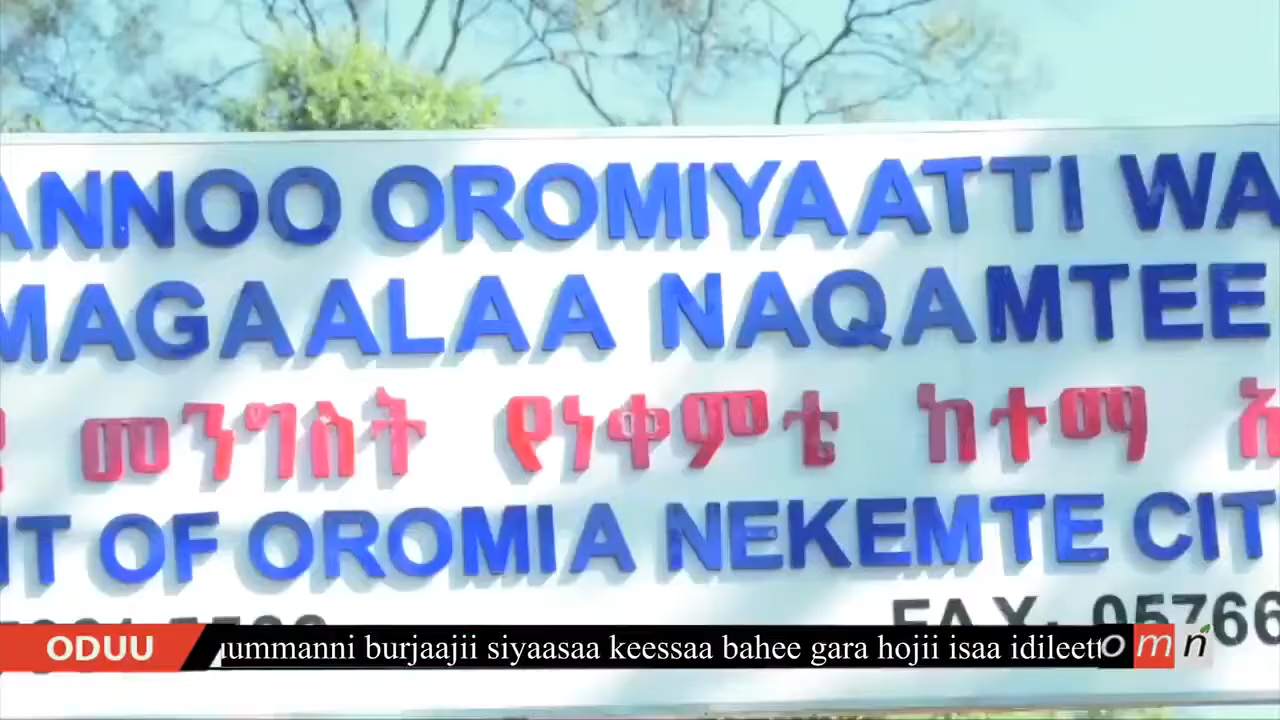 ANNOO OROMIYAATTI WA
MAGAALAA NAQAMTEE
መንግስት የነቀምቴ ከተማ
NT OF OROMIA NEKEMTE CIT
FAX: 05766
ODUU
ummanni burjaajii siyaasaa keessaa bahee gara hojii isaa idileett
omn